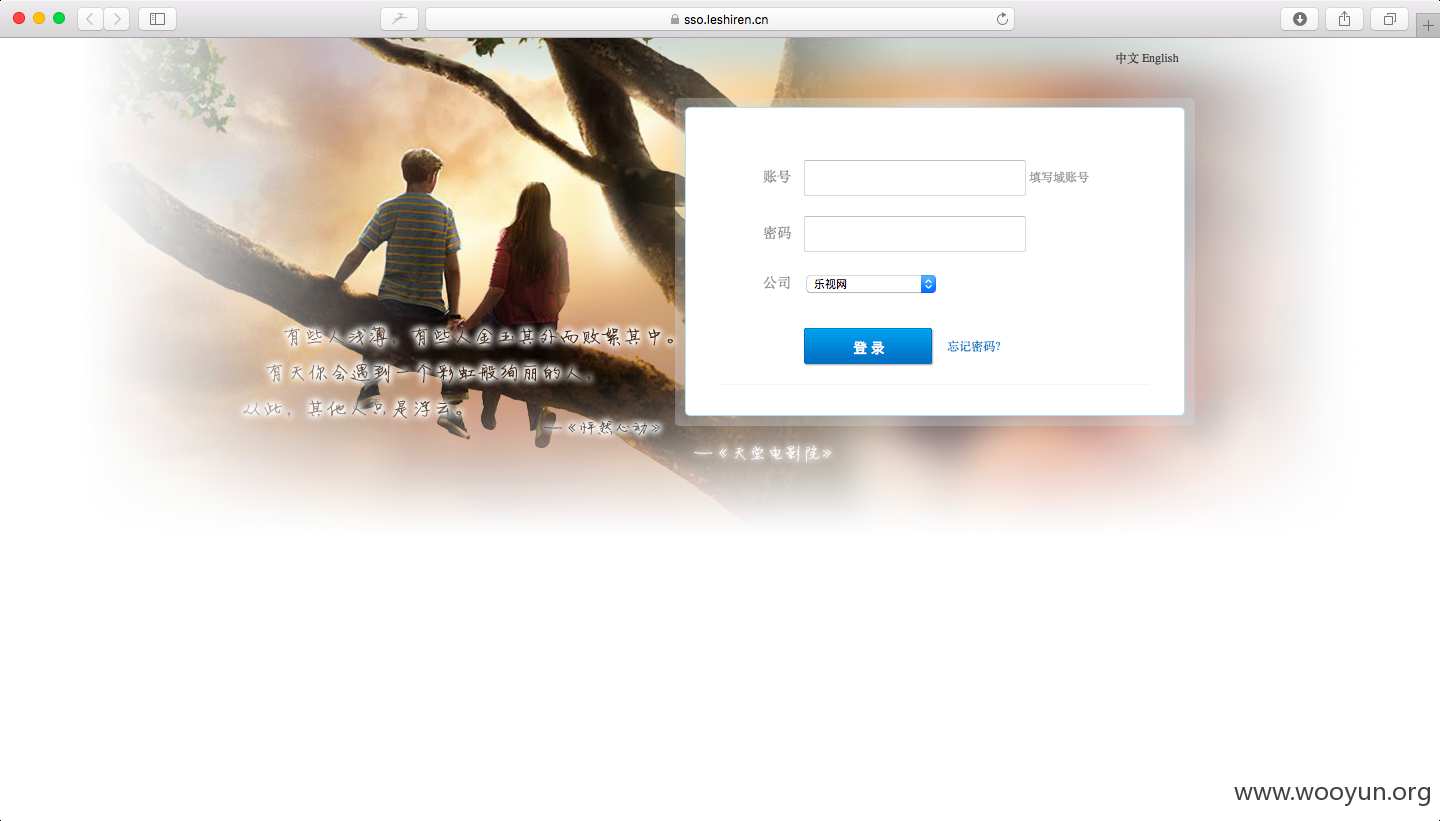 sso.leshiren.cn
中文 English
账号
填写域账号
密码
公司
乐视网
登 录
忘记密码?
有些人浅薄，有些人金玉其外而败絮其中。
有天你会遇到一个彩虹般绚丽的人，
从此，其他人只是浮云。
—《怦然心动》
—《天堂电影院》
www.wooyun.org